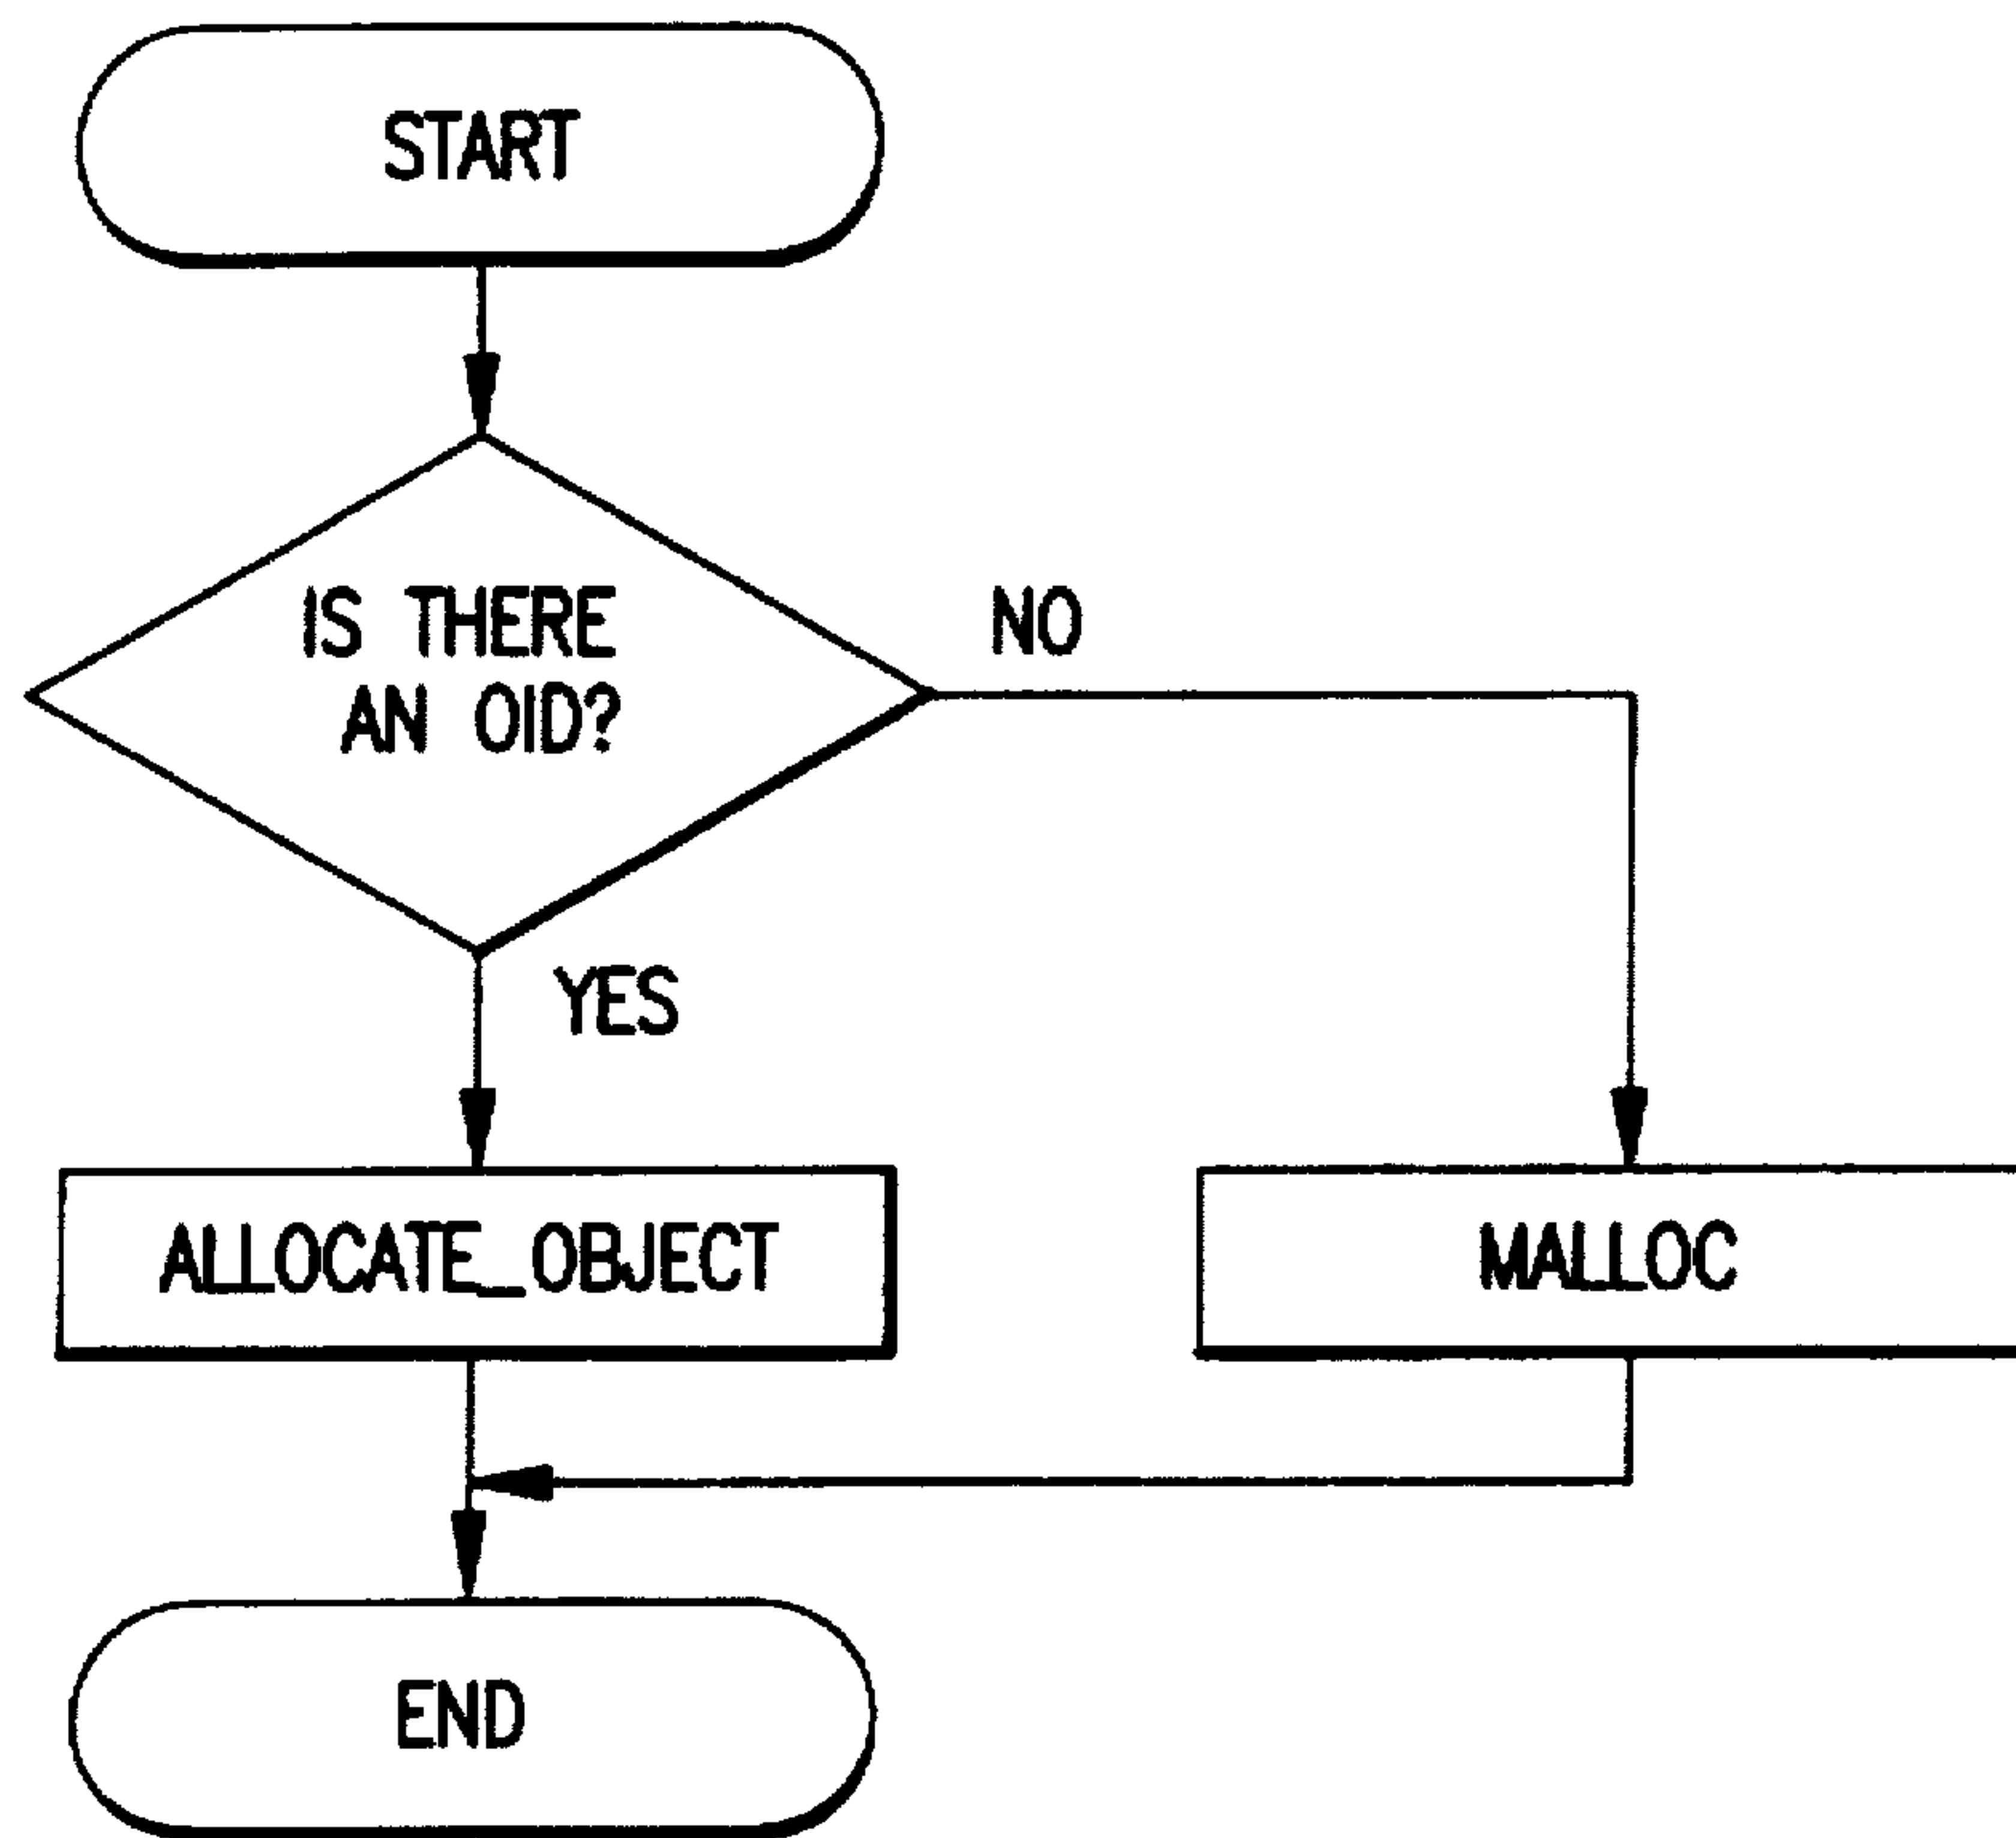 START
IS THERE
AN OID?
NO
YES
ALLOCATE_OBJECT
MALLOC
END